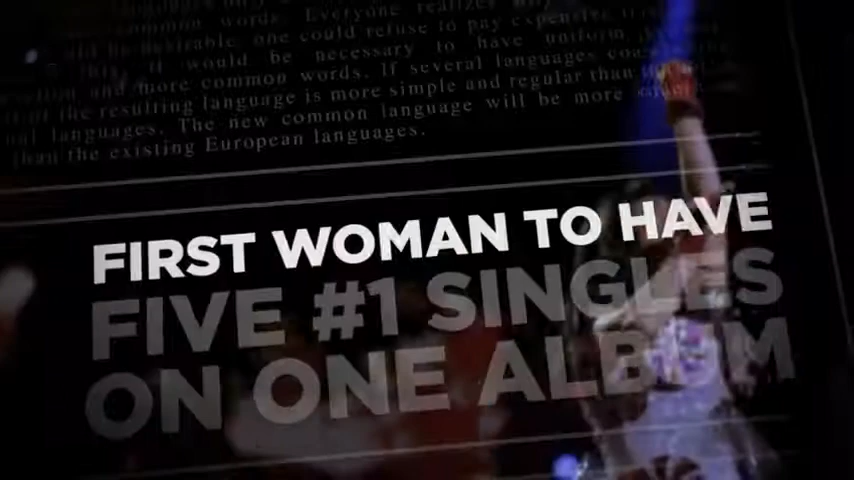 common words. Everyone realizes why
be desirable: one could refuse to pay expensive
it would be necessary to have uniform
and more common words. If several languages
of the resulting language is more simple and regular than
languages. The new common language will be more
than the existing European languages.
FIRST WOMAN TO HAVE
FIVE #1 SINGLES
ON ONE ALBUM